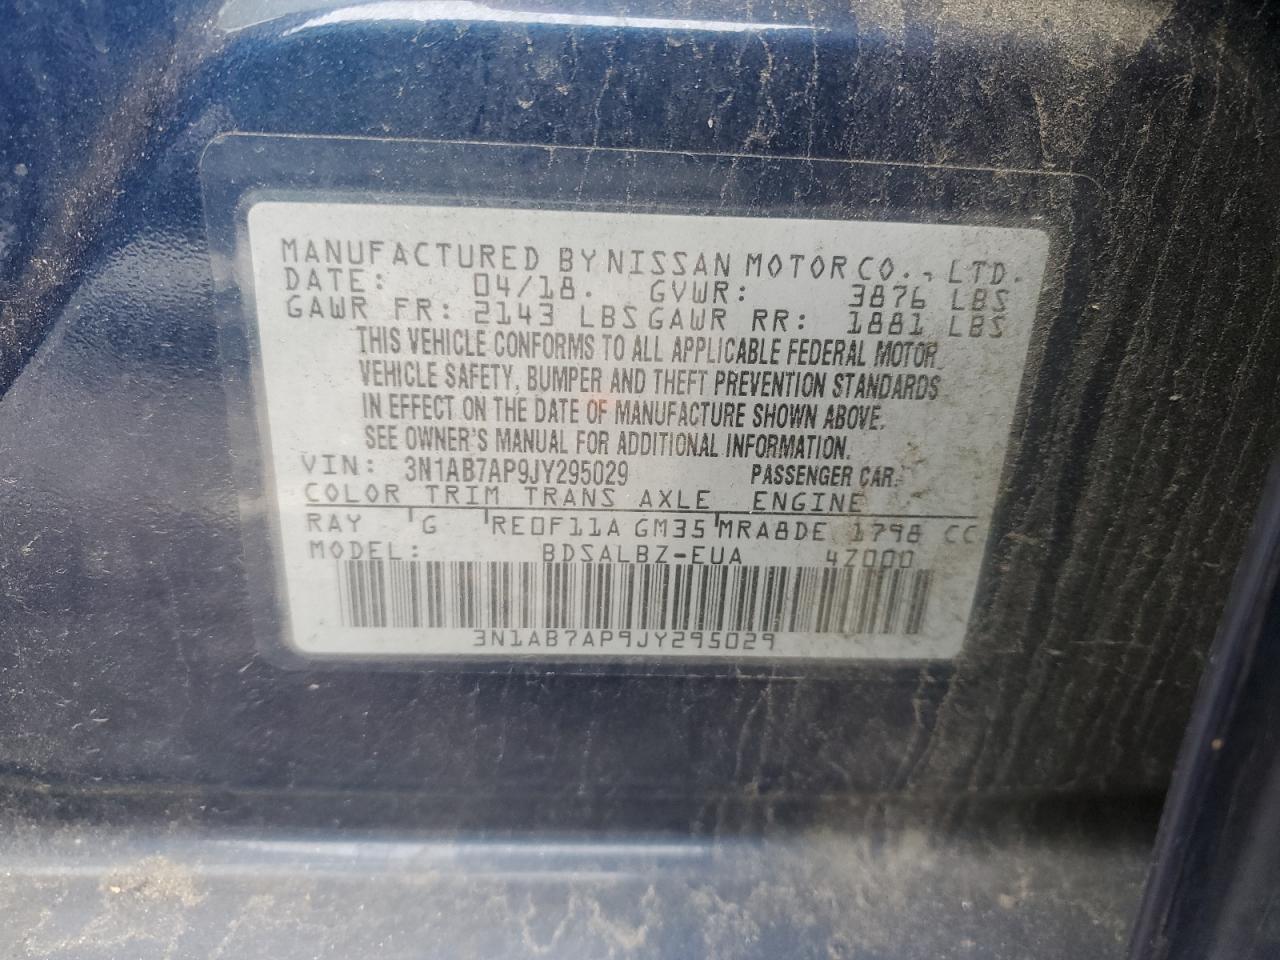 MANUFACTURED BY NISSAN MOTOR CO., LTD.
DATE: 04/18. GVWR: 3876 LBS
GAWR FR: 2143 LBS GAWR RR: 1881 LBS
THIS VEHICLE CONFORMS TO ALL APPLICABLE FEDERAL MOTOR
VEHICLE SAFETY, BUMPER AND THEFT PREVENTION STANDARDS
IN EFFECT ON THE DATE OF MANUFACTURE SHOWN ABOVE.
SEE OWNER'S MANUAL FOR ADDITIONAL INFORMATION.
VIN: 3N1AB7AP9JY295029 PASSENGER CAR
COLOR TRIM TRANS AXLE ENGINE
RAY G RE0F11A GM35 MRA8DE 1798 CC
MODEL: BDSALBZ-EUA 4Z000
3N1AB7AP9JY295029